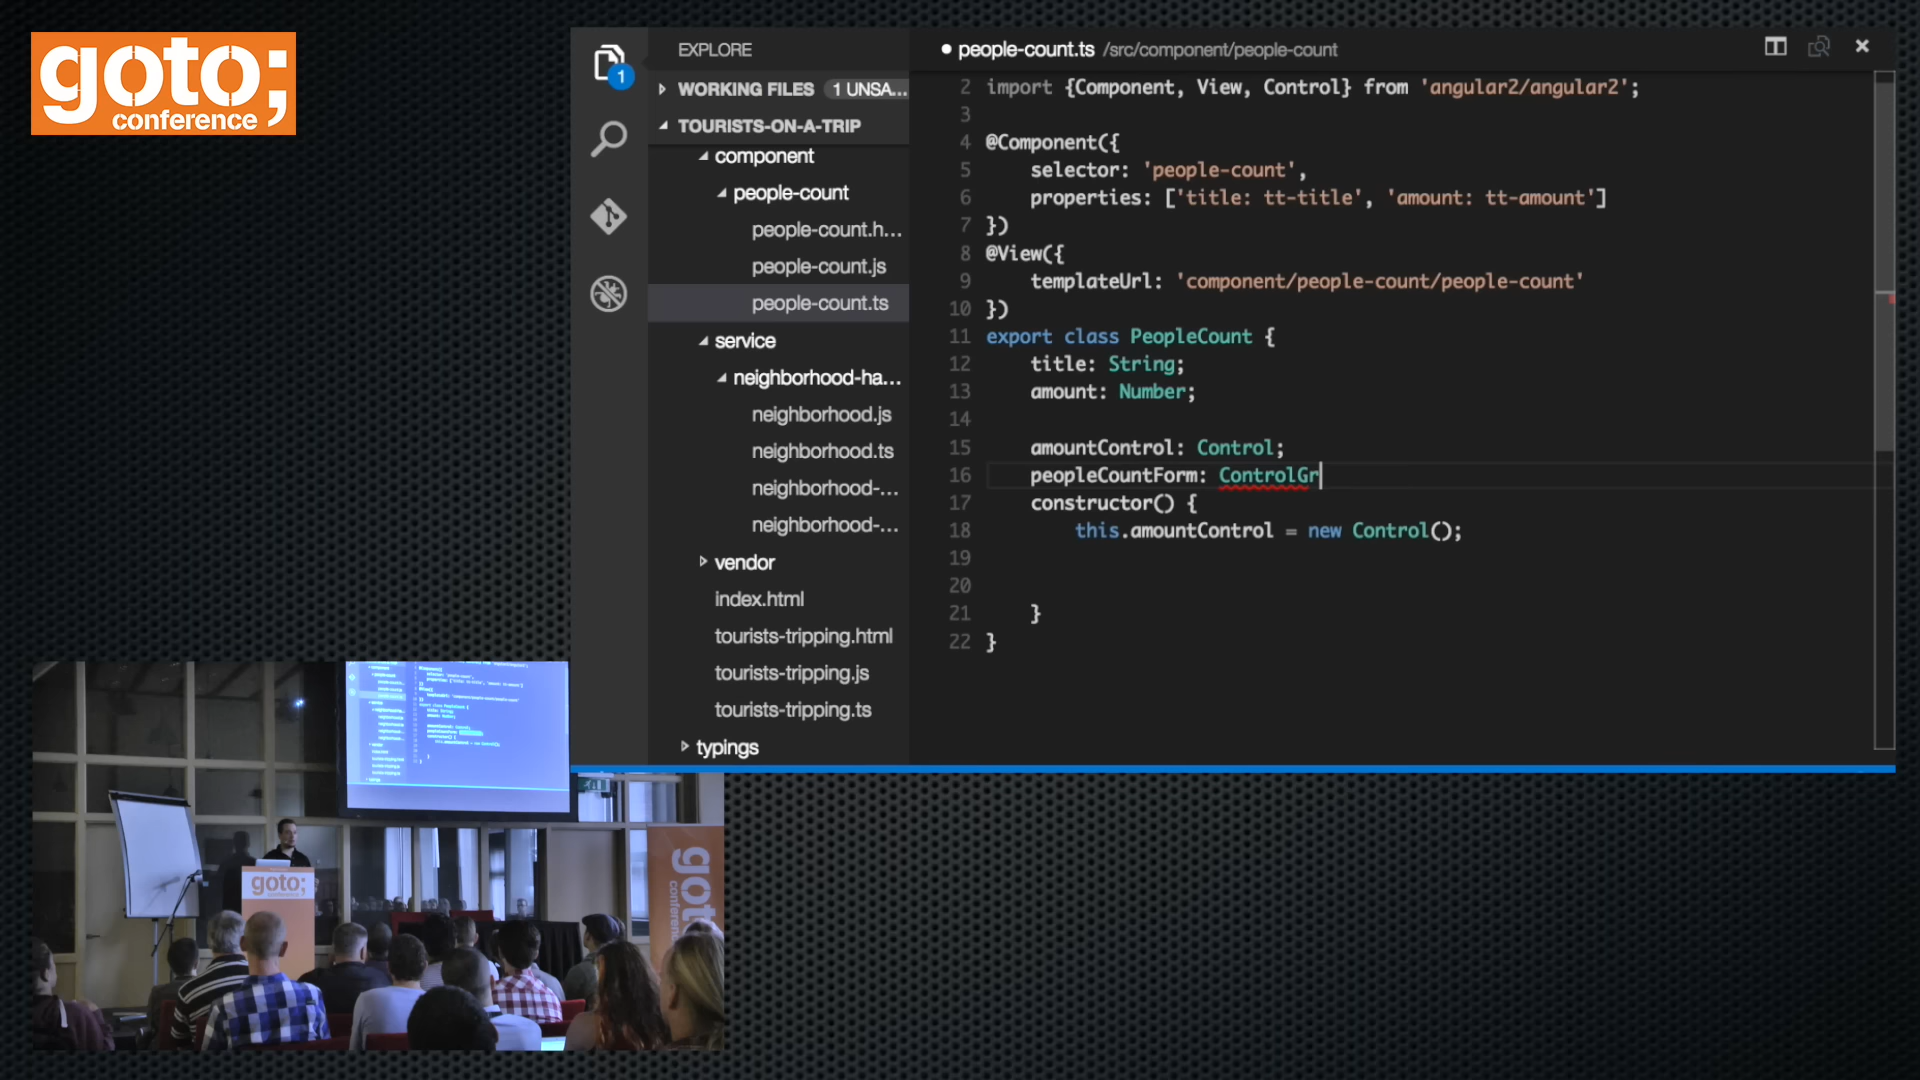 goto;
conference
EXPLORE
WORKING FILES 1 UNSA...
TOURISTS-ON-A-TRIP
component
people-count
people-count.h...
people-count.js
people-count.ts
service
neighborhood-ha...
neighborhood.js
neighborhood.ts
neighborhood-...
neighborhood-...
vendor
index.html
tourists-tripping.html
tourists-tripping.js
tourists-tripping.ts
typings
1
people-count.ts /src/component/people-count
2 import {Component, View, Control} from 'angular2/angular2';
3
4 @Component({
5 selector: 'people-count',
6 properties: ['title: tt-title', 'amount: tt-amount']
7 })
8 @View({
9 templateUrl: 'component/people-count/people-count'
10 })
11 export class PeopleCount {
12 title: String;
13 amount: Number;
14
15 amountControl: Control;
16 peopleCountForm: ControlGr
17 constructor() {
18 this.amountControl = new Control();
19
20
21 }
22 }
goto;
conference
goto
conference